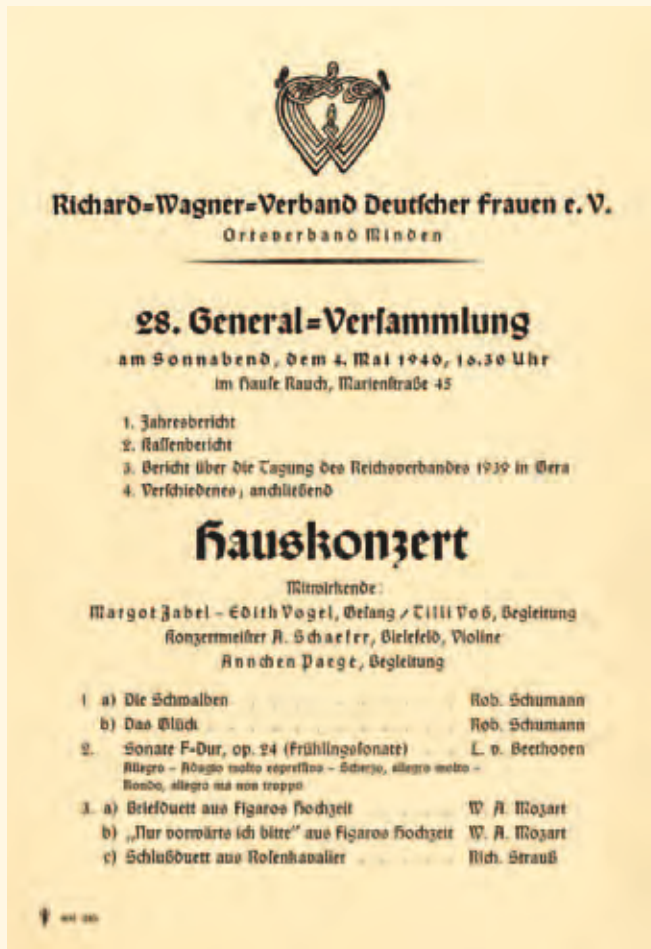 Richard=Wagner=Verband Deutscher Frauen e. V.
Ortsverband Minden
28. General=Versammlung
am Sonnabend, dem 4. Mai 1940, 16.30 Uhr
im Hause Rauch, Marienstraße 45
1. Jahresbericht
2. Kassenbericht
3. Bericht über die Tagung des Reichsverbandes 1939 in Gera
4. Verschiedenes; anschließend
Hauskonzert
Mitwirkende:
Margot Zabel – Edith Vogel, Gesang / Tilli Voß, Begleitung
Konzertmeister A. Schaefer, Bielefeld, Violine
Annchen Paege, Begleitung
1 a) Die Schwalben Rob. Schumann
b) Das Glück Rob. Schumann
2. Sonate F-Dur, op. 24 (Frühlingssonate) L. v. Beethoven
Allegro – Adagio molto espressivo – Scherzo, allegro molto –
Rondo, allegro ma non troppo
3. a) Briefduett aus Figaros Hochzeit W. A. Mozart
b) „Nur vorwärts ich bitte" aus Figaros Hochzeit W. A. Mozart
c) Schlußduett aus Rosenkavalier Rich. Strauß